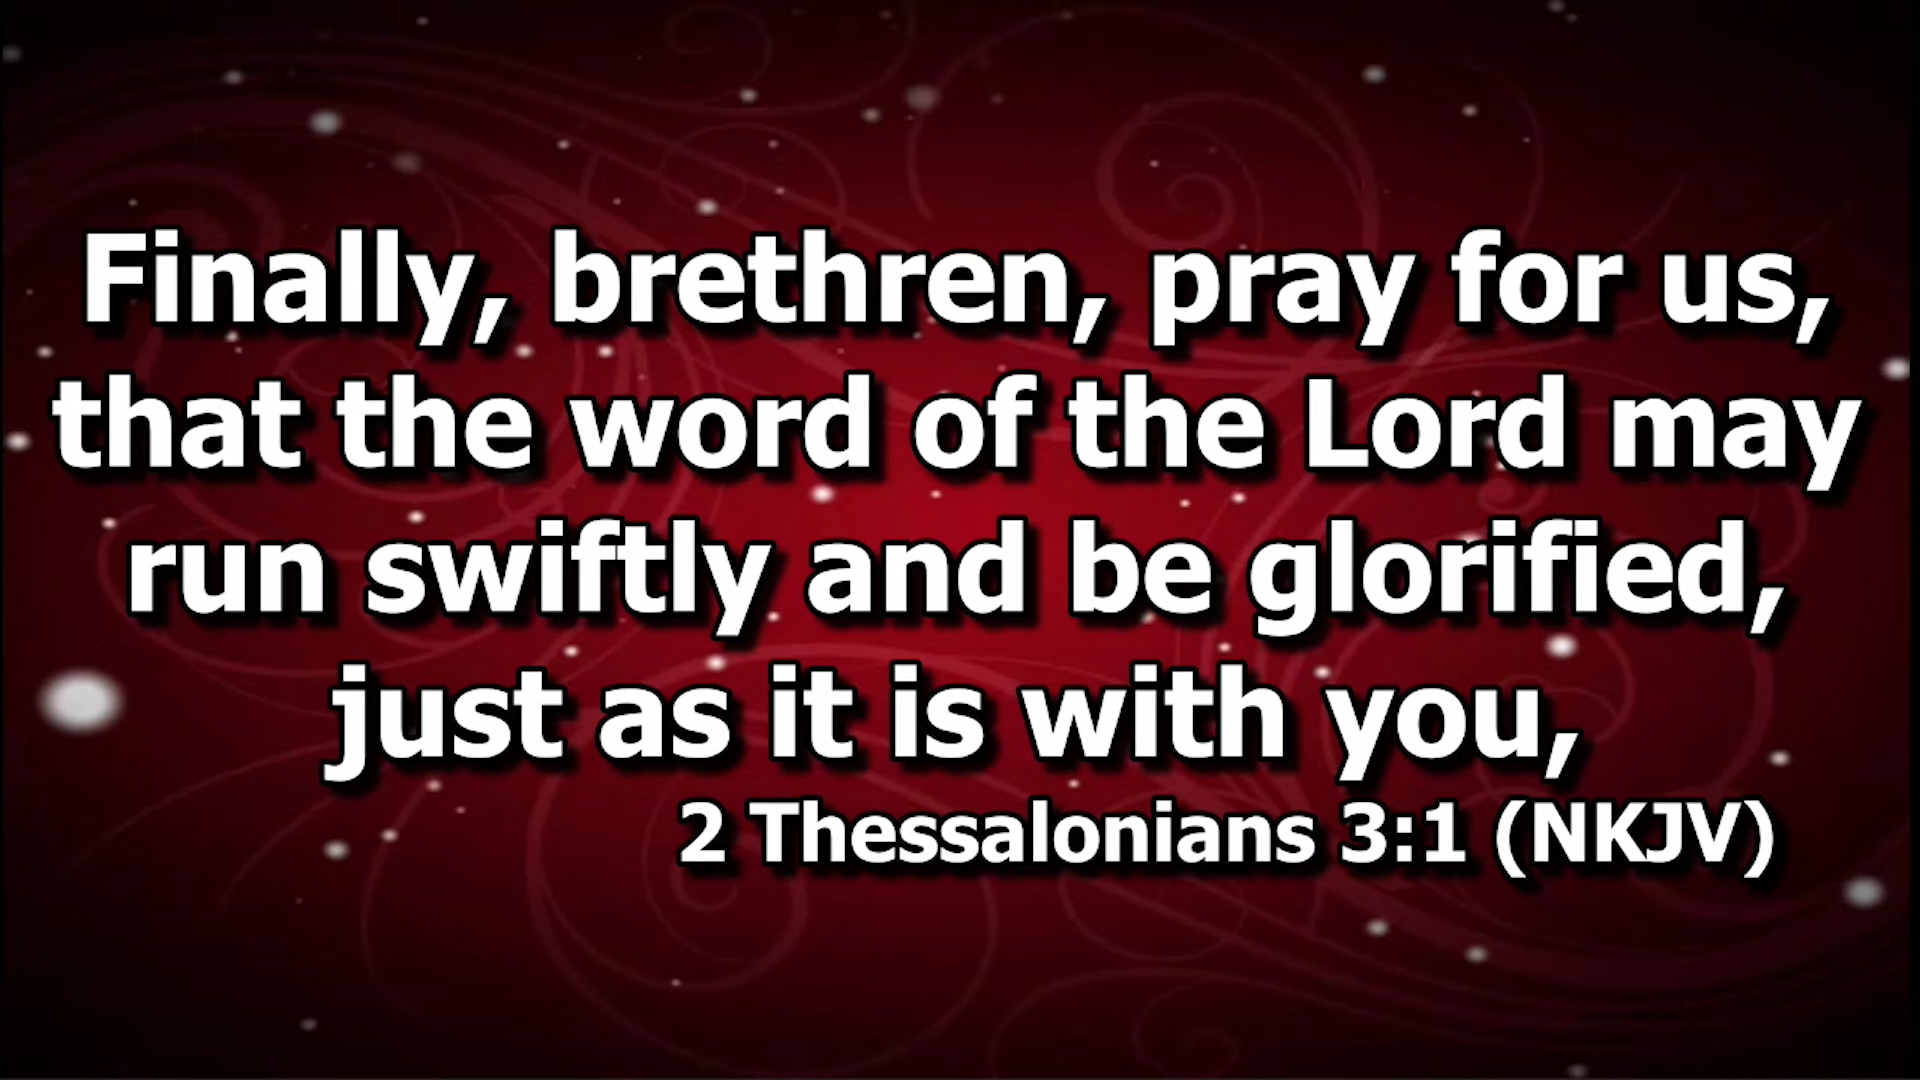 Finally, brethren, pray for us,
that the word of the Lord may
run swiftly and be glorified,
just as it is with you,
2 Thessalonians 3:1 (NKJV)